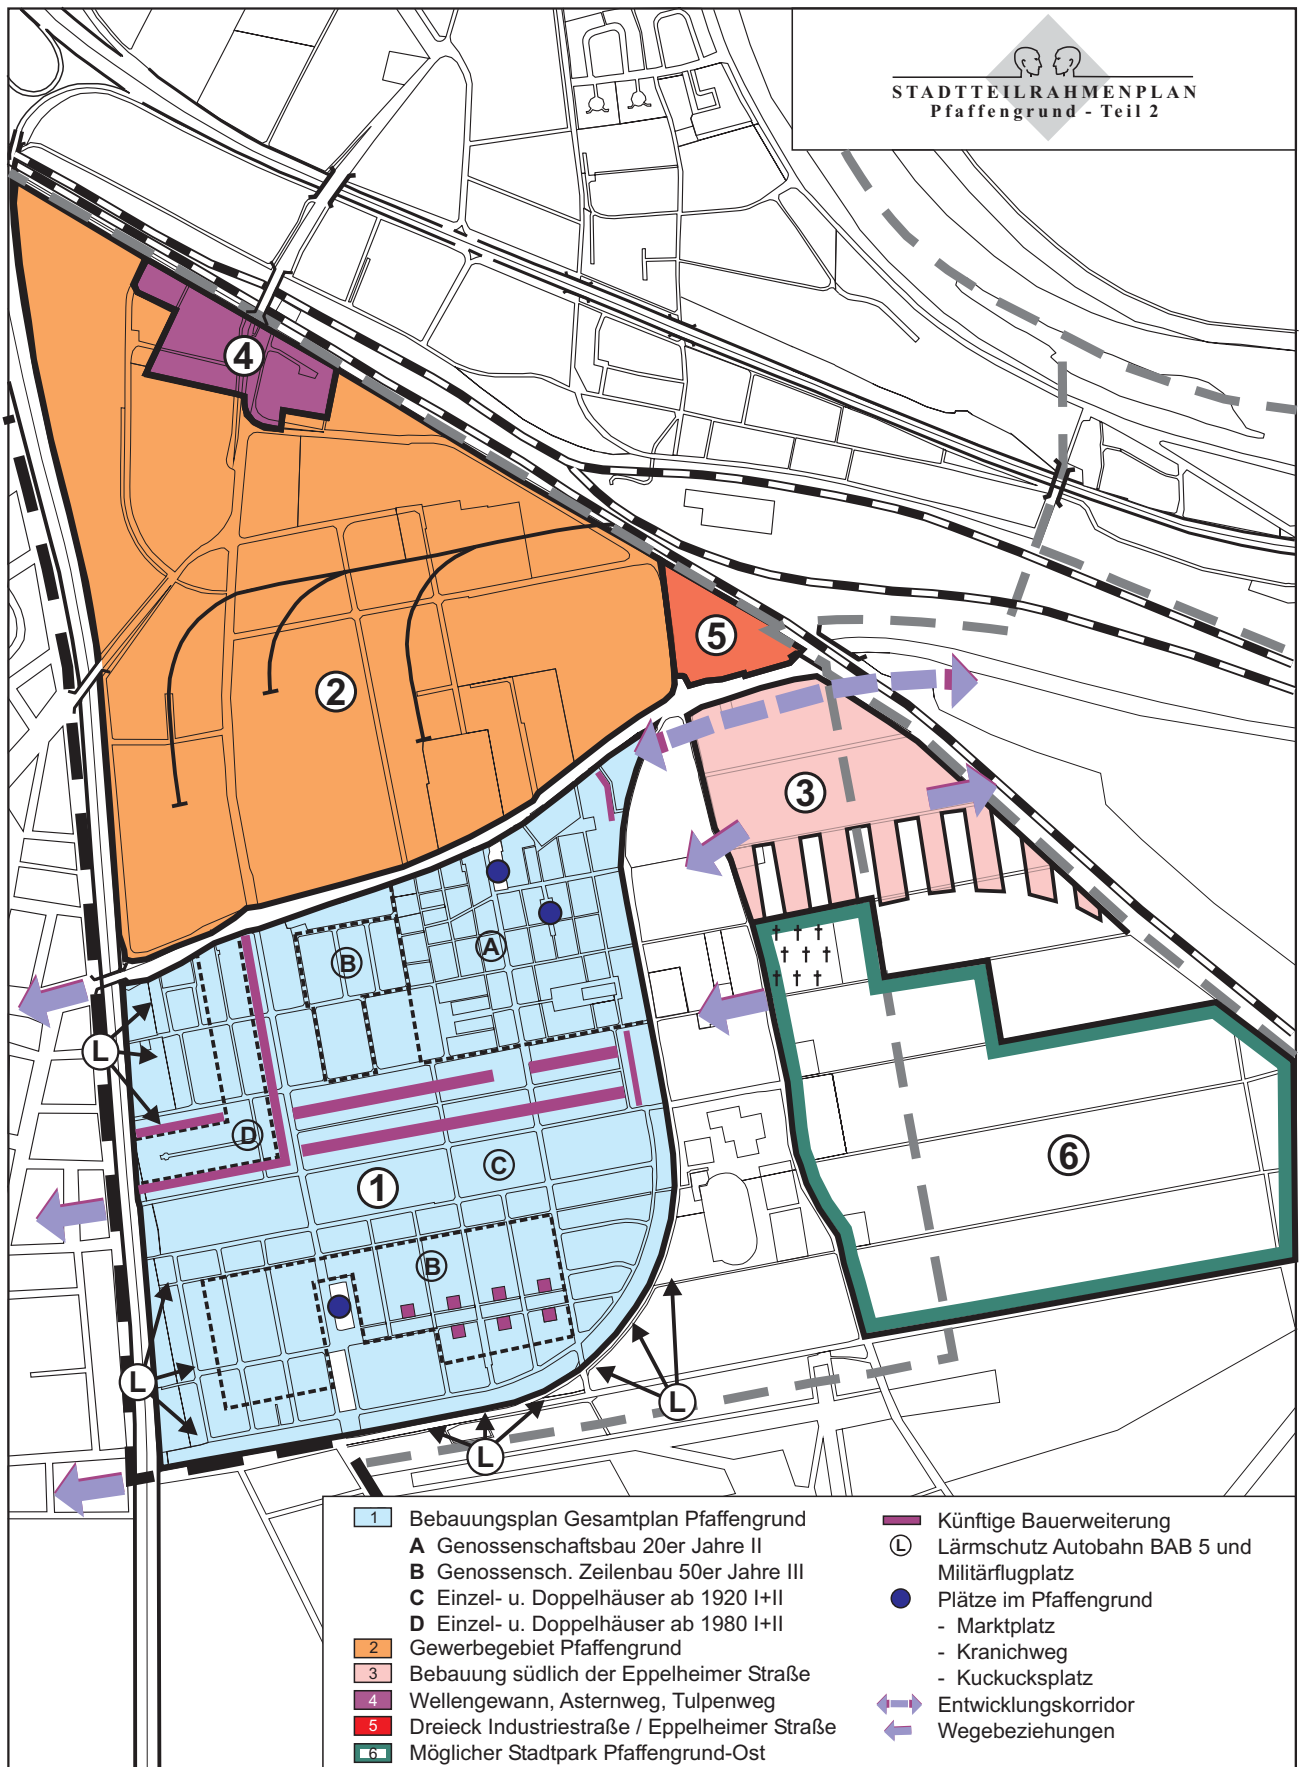 STADTTEILRAHMENPLAN
Pfaffengrund - Teil 2
4
5
2
3
A
B
L
D
C
1
6
B
L
L
L
1 Bebauungsplan Gesamtplan Pfaffengrund
A Genossenschaftsbau 20er Jahre II
B Genossensch. Zeilenbau 50er Jahre III
C Einzel- u. Doppelhäuser ab 1920 I+II
D Einzel- u. Doppelhäuser ab 1980 I+II
2 Gewerbegebiet Pfaffengrund
3 Bebauung südlich der Eppelheimer Straße
4 Wellengewann, Asternweg, Tulpenweg
5 Dreieck Industriestraße / Eppelheimer Straße
6 Möglicher Stadtpark Pfaffengrund-Ost
Künftige Bauerweiterung
L Lärmschutz Autobahn BAB 5 und
Militärflugplatz
Plätze im Pfaffengrund
- Marktplatz
- Kranichweg
- Kuckucksplatz
Entwicklungskorridor
Wegebeziehungen